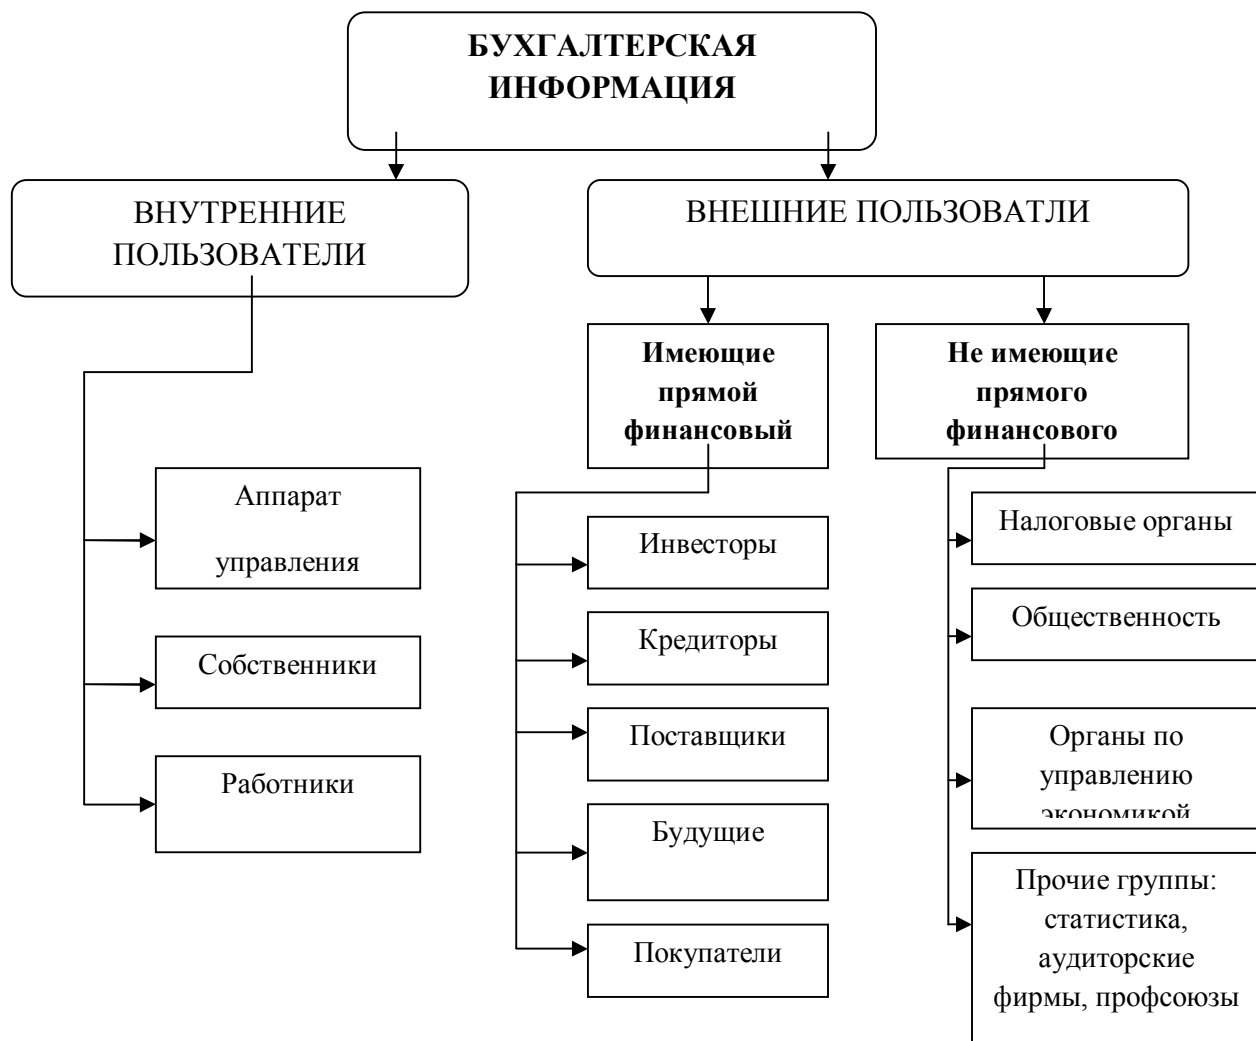 БУХГАЛТЕРСКАЯ
ИНФОРМАЦИЯ
ВНУТРЕННИЕ
ПОЛЬЗОВАТЕЛИ
ВНЕШНИЕ ПОЛЬЗОВАТЛИ
Имеющие
прямой
финансовый
Не имеющие
прямого
финансового
Аппарат
управления
Собственники
Работники
Инвесторы
Кредиторы
Поставщики
Будущие
Покупатели
Налоговые органы
Общественность
Органы по
управлению
экономикой
Прочие группы:
статистика,
аудиторские
фирмы, профсоюзы